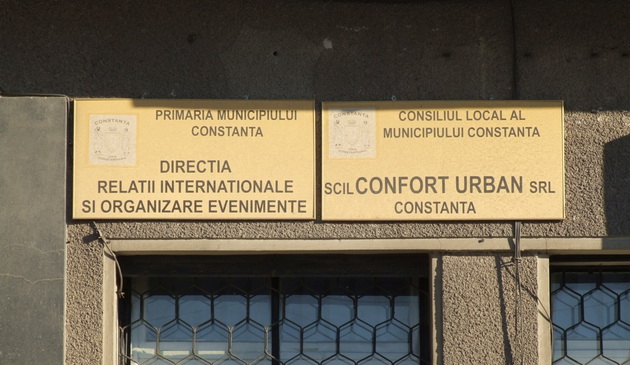 CONSTANTA
PRIMARIA MUNICIPIULUI
CONSTANTA
DIRECTIA
RELATII INTERNATIONALE
SI ORGANIZARE EVENIMENTE
CONSTANTA
CONSILIUL LOCAL AL
MUNICIPIULUI CONSTANTA
SCIL CONFORT URBAN SRL
CONSTANTA